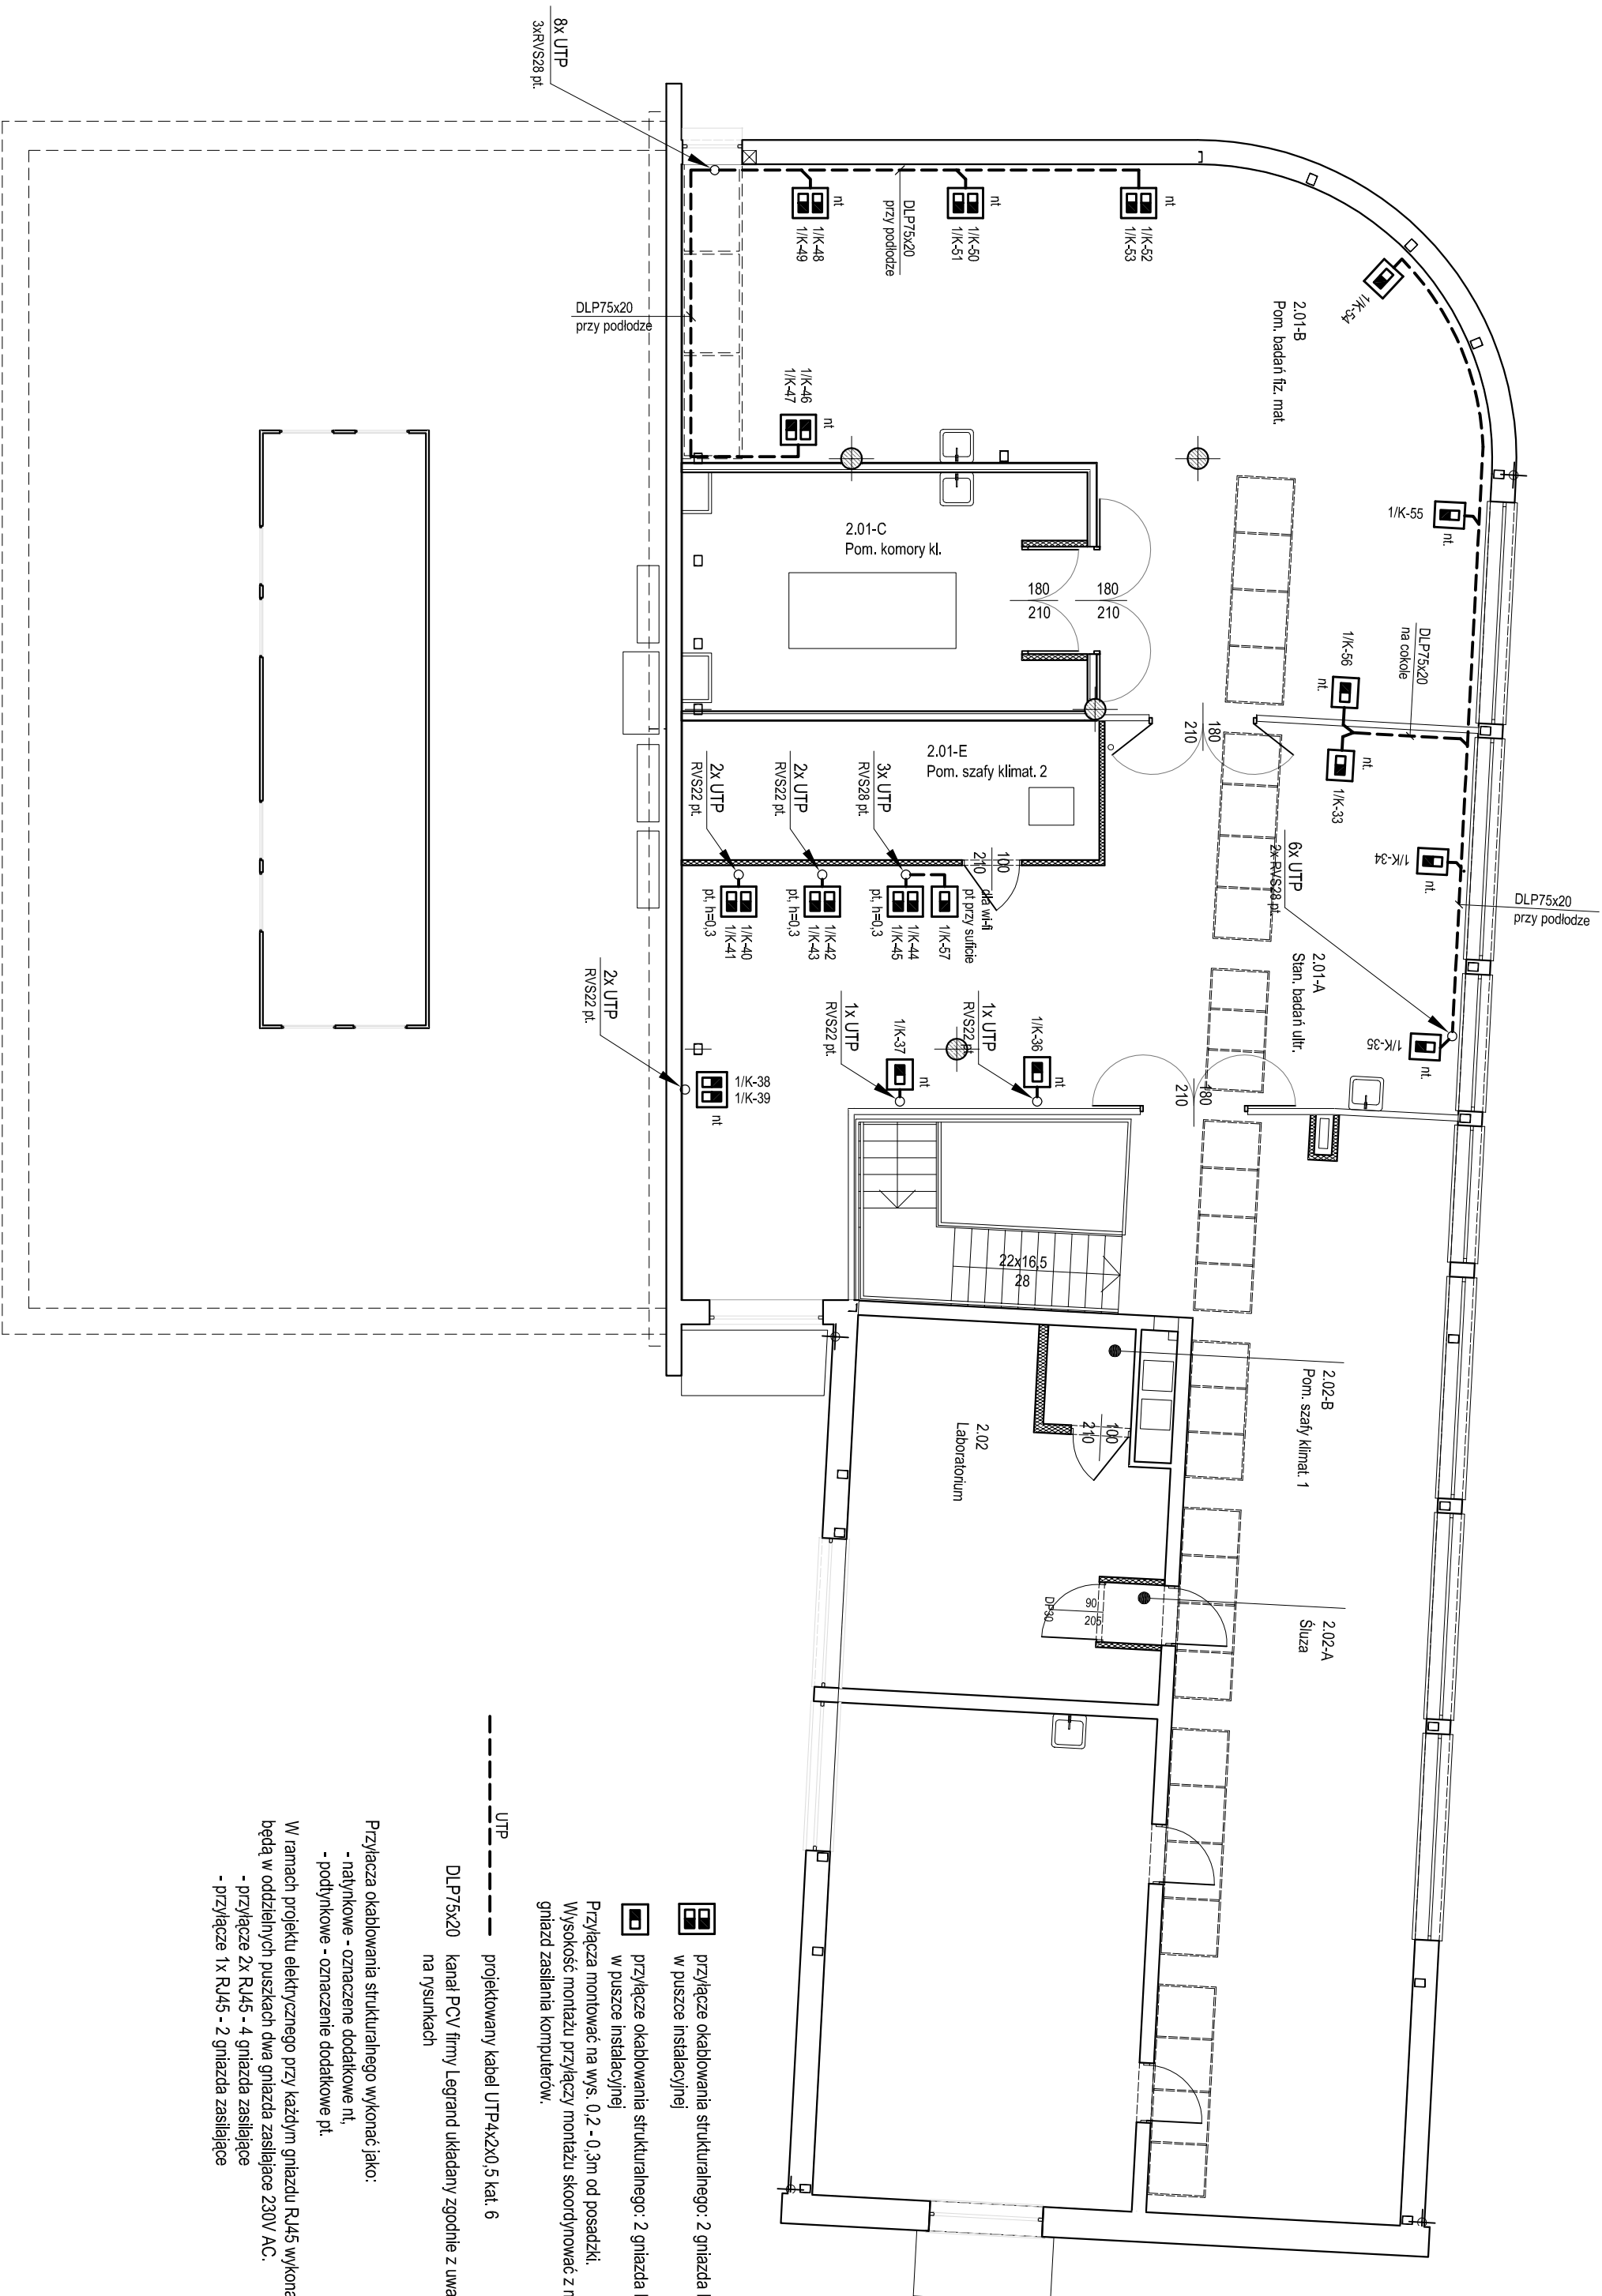 8x UTP
3xRVS28 pt.
nt
1/K-48
1/K-49
DLP75x20
przy podłodze
nt
1/K-50
1/K-51
nt
1/K-52
1/K-53
1/K-54
2.01-B
Pom. badań fiz. mat.
DLP75x20
przy podłodze
1/K-46
1/K-47
nt
2.01-C
Pom. komory kl.
180
210
180
210
1/K-55
nt.
DLP75x20
na cokole
1/K-56
nt.
nt.
1/K-33
180
210
2.01-E
Pom. szafy klimat. 2
2x UTP
RVS22 pt.
2x UTP
RVS22 pt.
3x UTP
RVS28 pt.
100
210
6x UTP
2x RVS28 pt.
1/K-34
nt.
DLP75x20
przy podłodze
1/K-40
1/K-41
pt, h=0,3
1/K-42
1/K-43
pt, h=0,3
1/K-44
1/K-45
pt, h=0,3
1/K-57
dla wi-fi
pt przy suficie
2.01-A
Stan. badań ultr.
1/K-35
nt.
2x UTP
RVS22 pt.
1/K-38
1/K-39
nt
1x UTP
RVS22 pt.
1/K-37
nt
1x UTP
RVS22 pt.
1/K-36
nt
180
210
22x16,5
28
2.02-B
Pom. szafy klimat. 1
100
210
2.02
Laboratorium
90
205
DP30
2.02-A
Śluza
przyłącze okablowania strukturalnego: 2 gniazda
w puszce instalacyjnej
przyłącze okablowania strukturalnego: 2 gniazda
w puszce instalacyjnej
Przyłącza montować na wys. 0,2 - 0,3m od posadzki.
Wysokość montażu przyłączy montażu skoordynować z
gniazd zasilania komputerów.
UTP
projektowany kabel UTP4x2x0,5 kat. 6
DLP75x20 kanał PCV firmy Legrand układany zgodnie z
na rysunkach
Przyłacza okablowania strukturalnego wykonać jako:
- natynkowe - oznaczene dodatkowe nt,
- podtynkowe - oznaczenie dodatkowe pt.
W ramach projektu elektrycznego przy każdym gniazdu RJ45
będą w oddzielnych puszkach dwa gniazda zasilajace 230V AC.
- przyłącze 2x RJ45 - 4 gniazda zasilające
- przyłącze 1x RJ45 - 2 gniazda zasilające